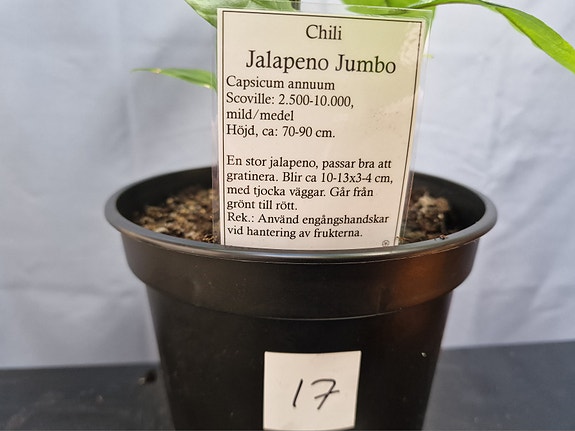 Chili
Jalapeno Jumbo
Capsicum annuum
Scoville: 2.500-10.000,
mild/medel
Höjd, ca: 70-90 cm.
En stor jalapeno, passar bra att
gratinera. Blir ca 10-13x3-4 cm,
med tjocka väggar. Går från
grönt till rött.
Rek.: Använd engångshandskar
vid hantering av frukterna.
®
17